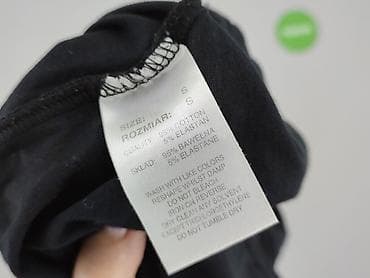 SIZE: S
ROZMIAR: S
QUALITY: 95% COTTON
5% ELASTAN
SKŁAD: 95% BAWEŁNA
5% ELASTANE
WASH WITH LIKE COLORS
RESHAPE WHILST DAMP
DO NOT BLEACH
IRON ON REVERSE
DRY CLEAN ANY SOLVENT
EXCEPT TRICHLOROETHYLENE
DO NOT TUMBLE DRY